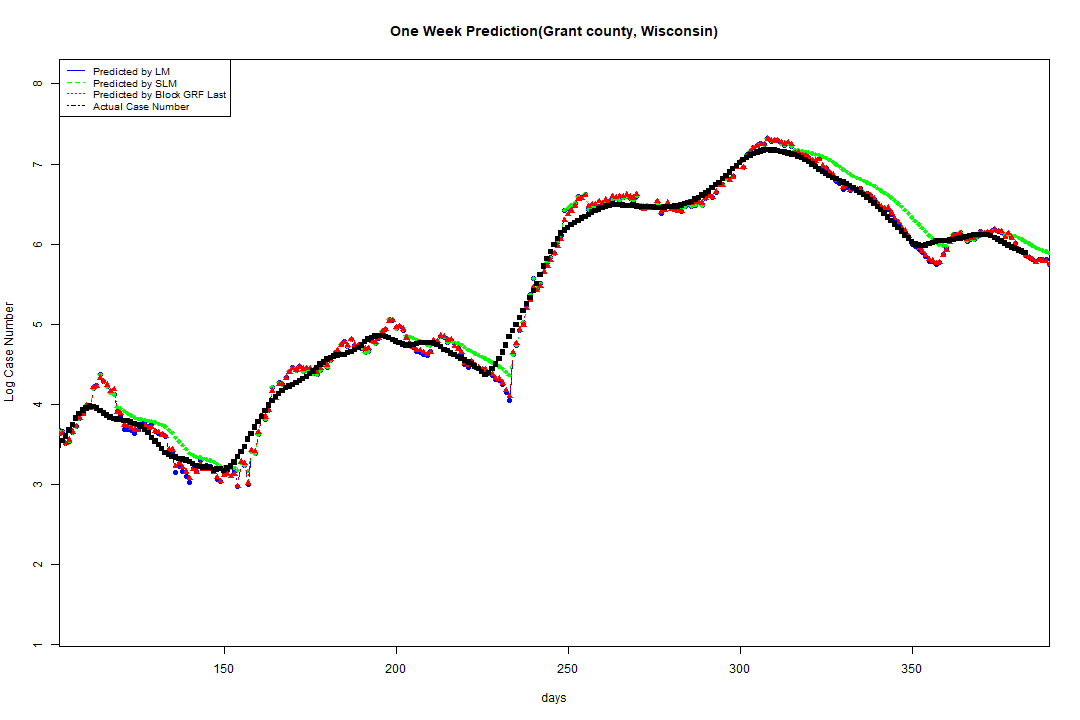 One Week Prediction(Grant county, Wisconsin)
Predicted by LM
Predicted by SLM
Predicted by Block GRF Last
Actual Case Number
8
7
6
5
4
3
2
1
Log Case Number
150 200 250 300 350
days